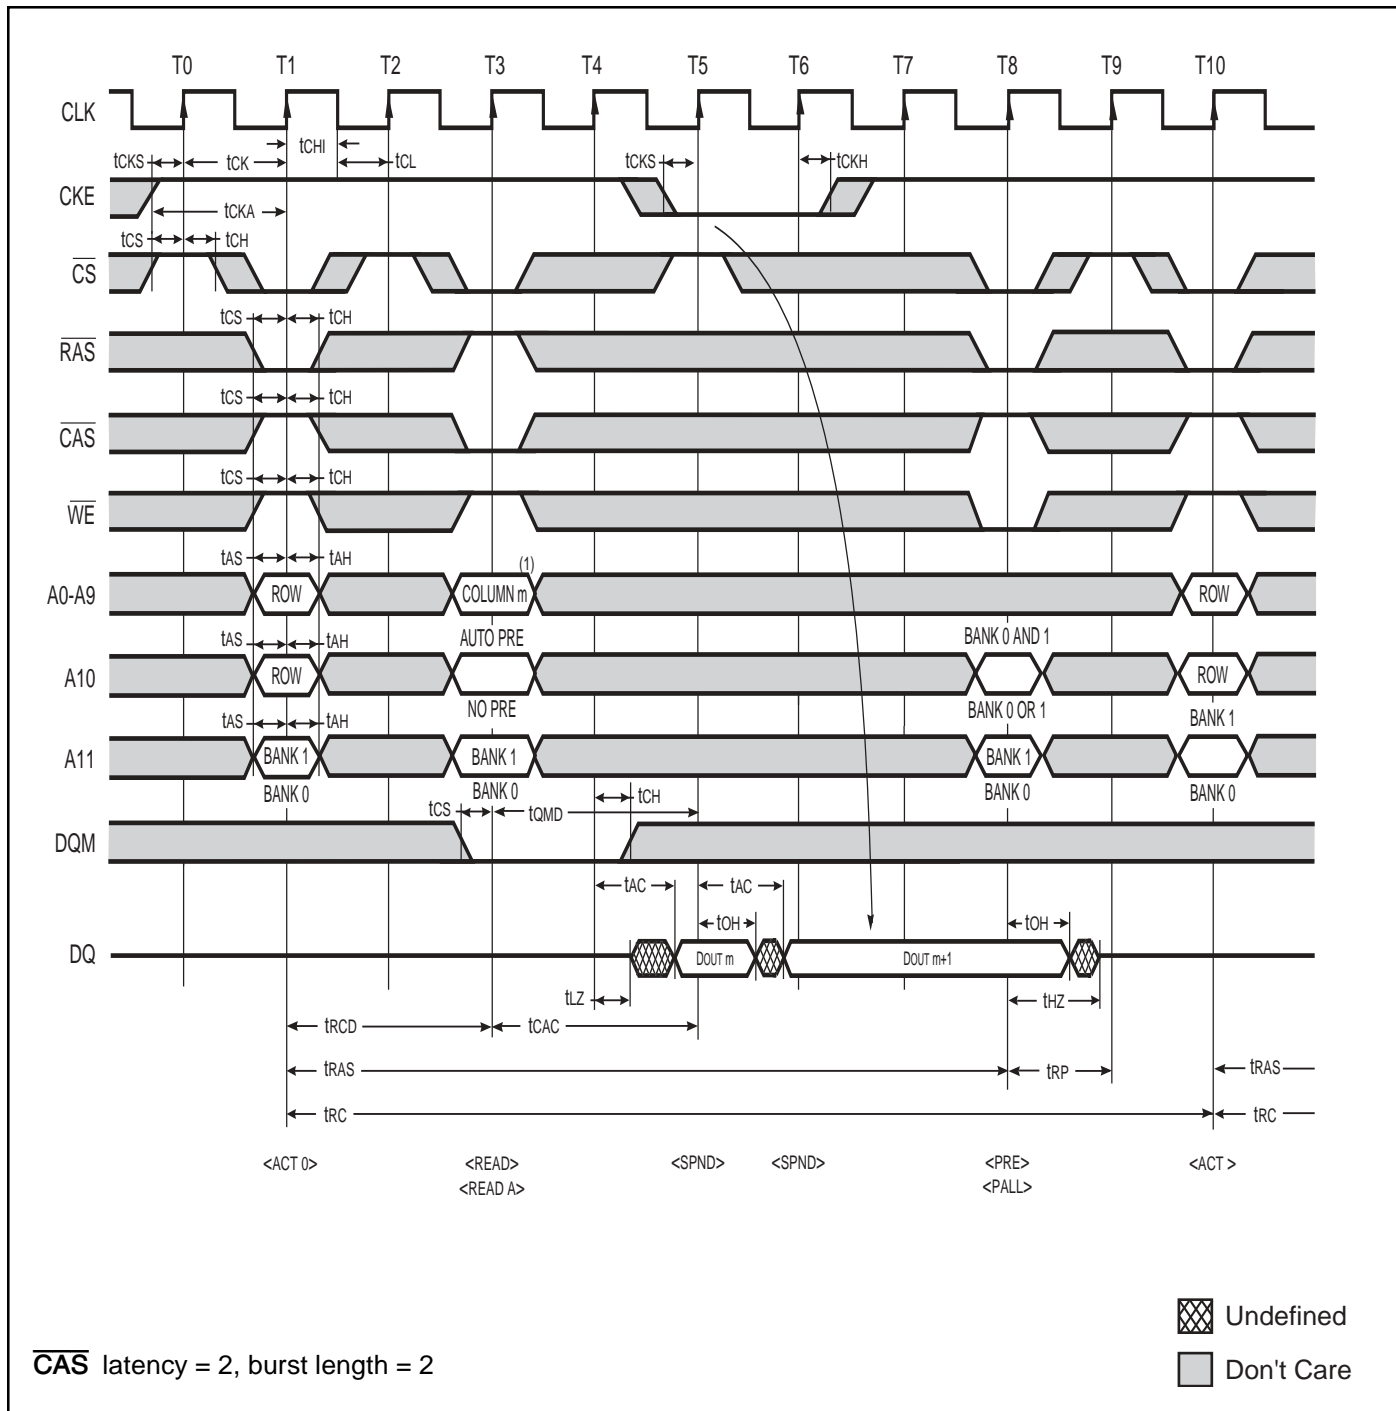 T0 T1 T2 T3 T4 T5 T6 T7 T8 T9 T10
CLK
tCHI
tCKS tCK tCL tCKS tCKH
CKE
tCKA
tCS tCH
CS
tCS tCH
RAS
tCS tCH
CAS
tCS tCH
WE
tAS tAH (1)
A0-A9 ROW COLUMN m ROW
tAS tAH AUTO PRE BANK 0 AND 1
A10 ROW ROW
tAS tAH NO PRE BANK 0 OR 1 BANK 1
A11 BANK 1 BANK 1 BANK 1
BANK 0 BANK 0 BANK 0 BANK 0
tCS tQMD tCH
DQM
tAC tAC
tOH tOH
DQ DOUT m DOUT m+1
tLZ tHZ
tRCD tCAC
tRAS tRP tRAS
tRC tRC
<ACT 0> <READ> <SPND> <SPND> <PRE> <ACT >
<READ A> <PALL>
Undefined
CAS latency = 2, burst length = 2
Don't Care